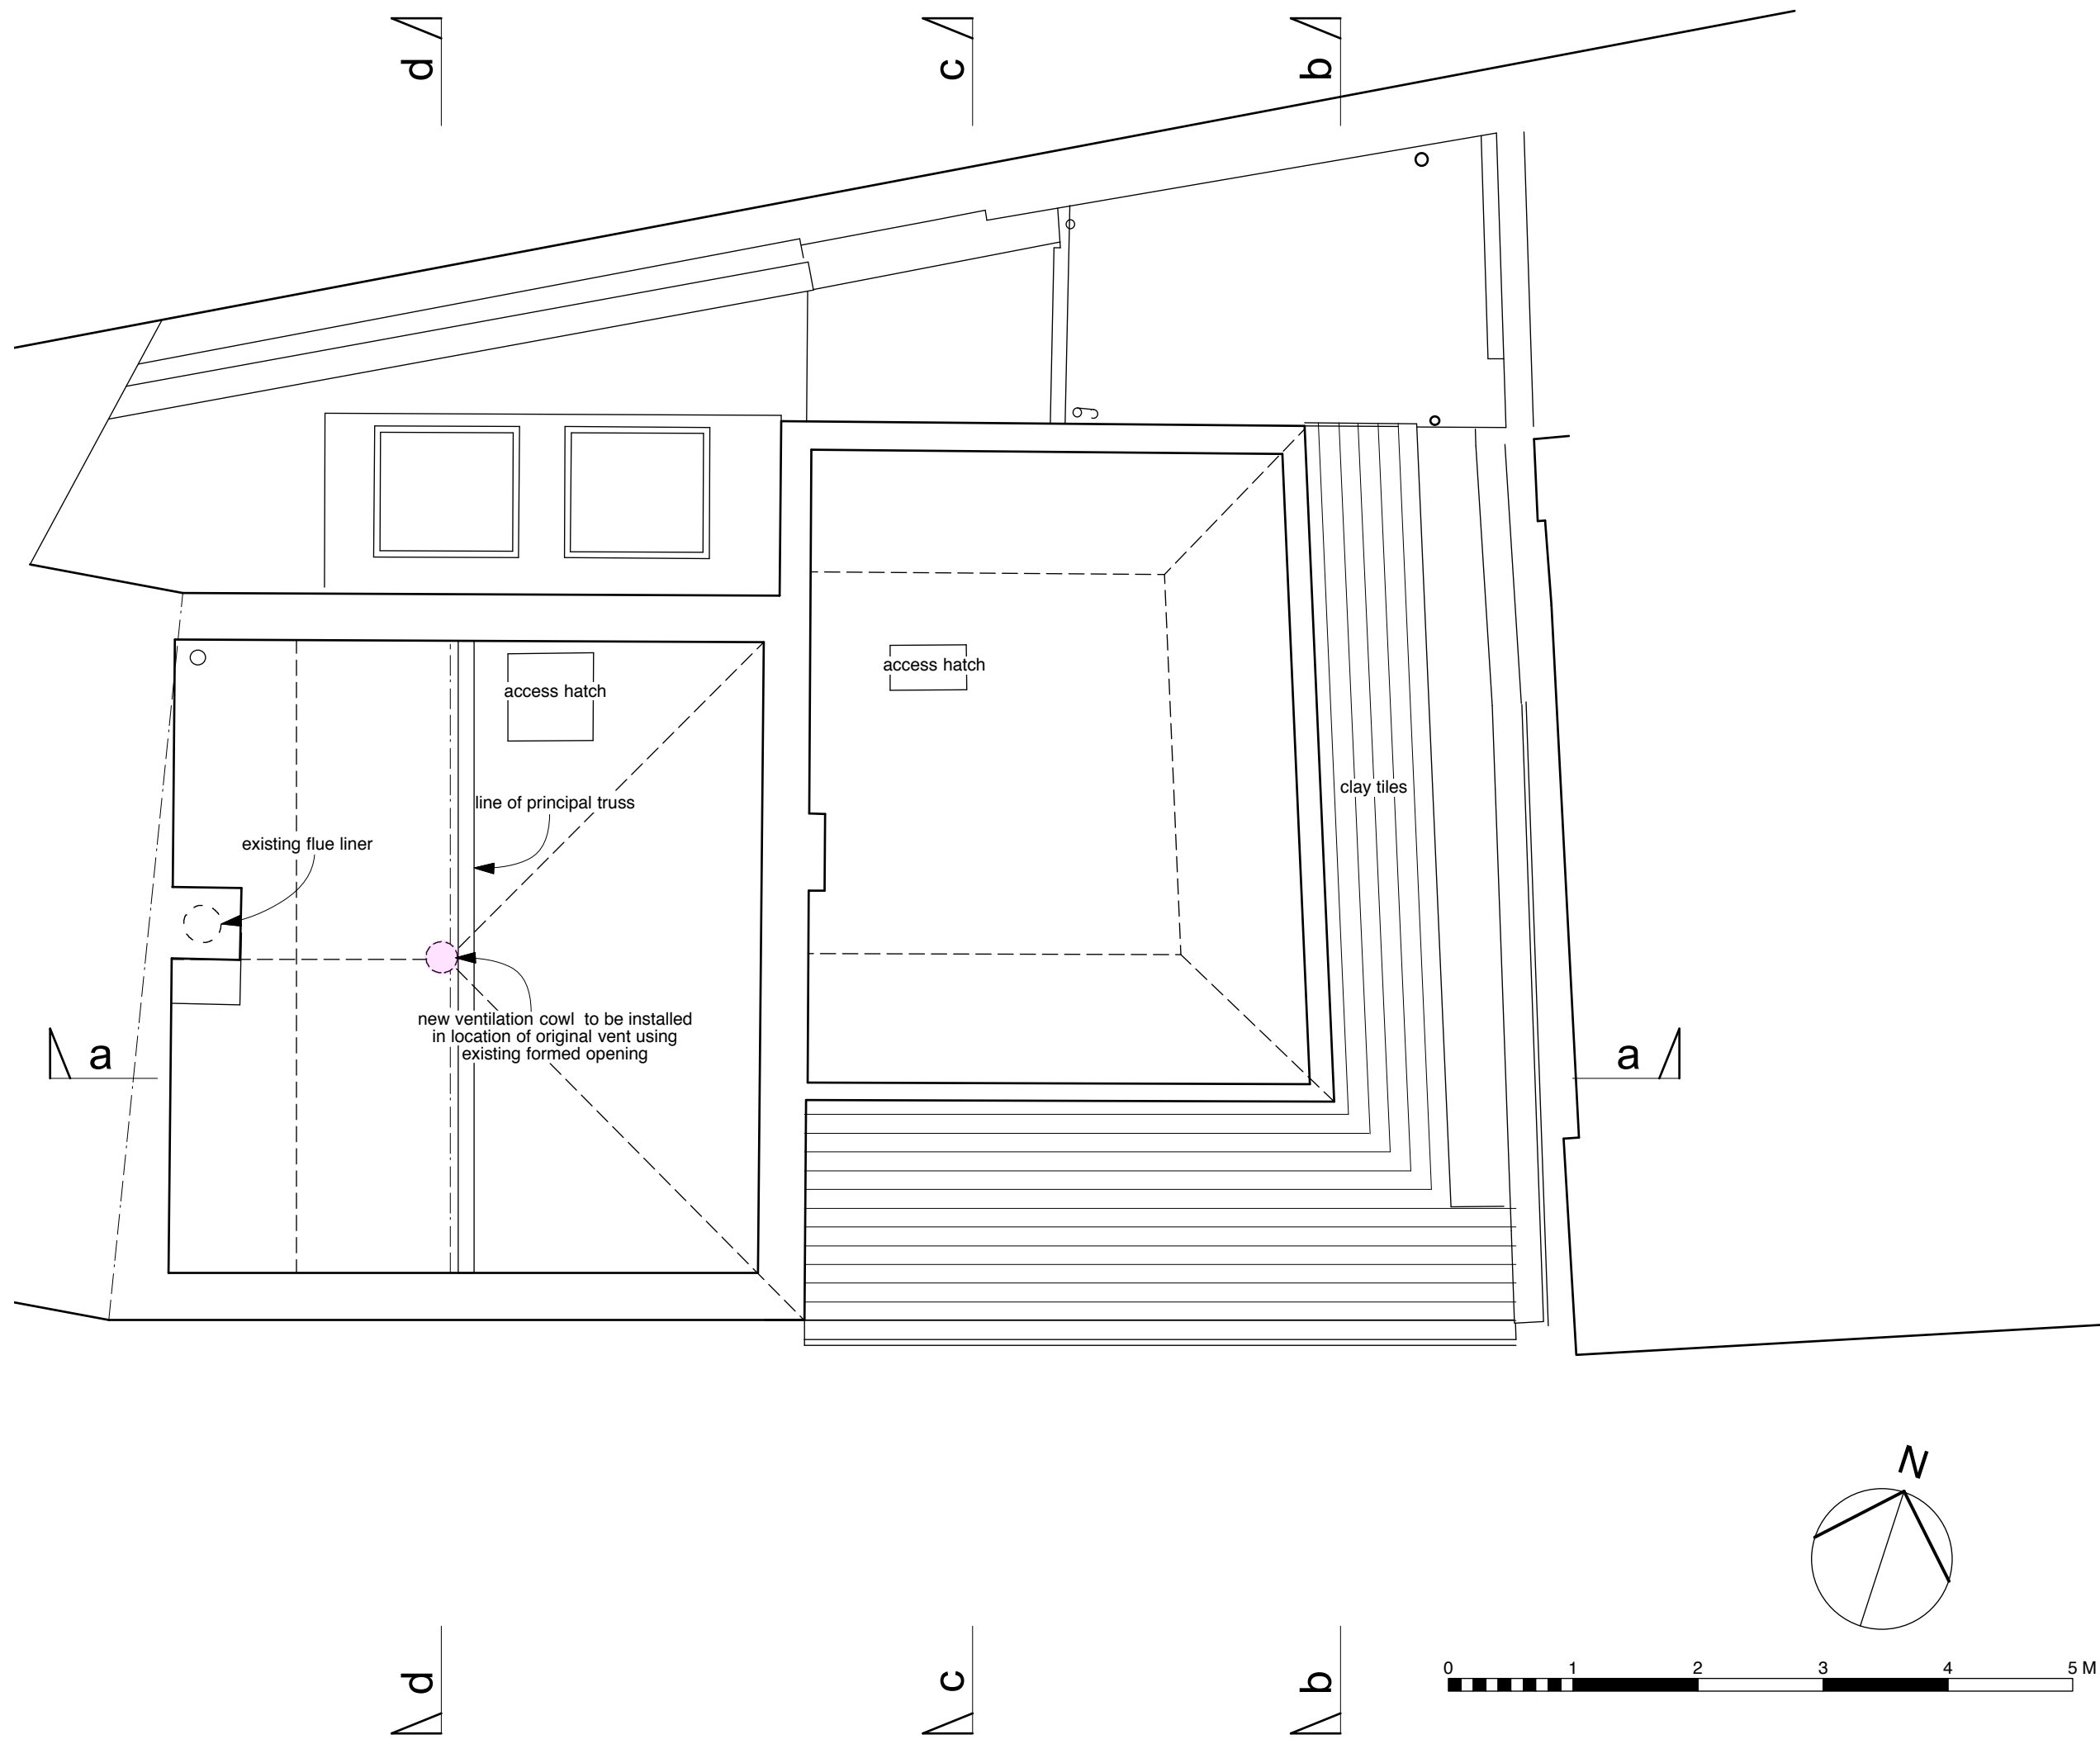 d
c
b
access hatch
access hatch
clay tiles
line of principal truss
existing flue liner
new ventilation cowl to be installed
in location of original vent using
existing formed opening
a
a
N
0 1 2 3 4 5 M
d
c
b